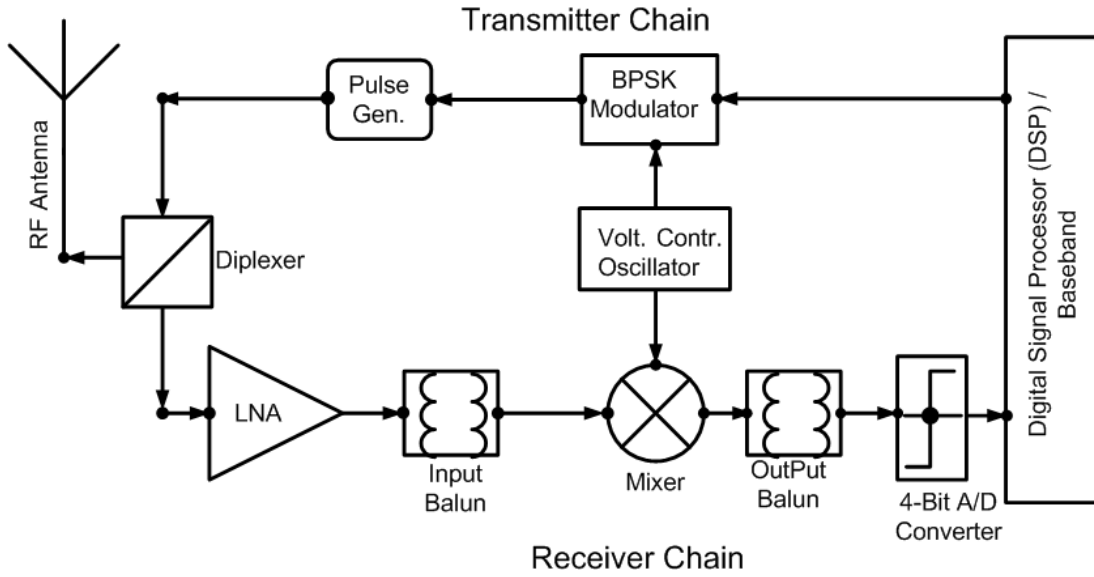 Transmitter Chain
Pulse
Gen.
BPSK
Modulator
RF Antenna
Volt. Contr.
Oscillator
Diplexer
Digital Signal Processor (DSP) /
Baseband
LNA
Input
Balun
Mixer
OutPut
Balun
4-Bit A/D
Converter
Receiver Chain